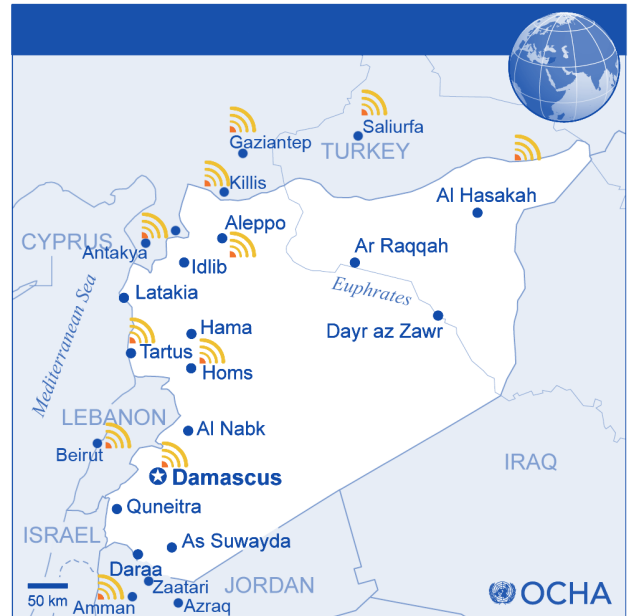 Saliurfa
Gaziantep
TURKEY
Killis
Al Hasakah
Aleppo
CYPRUS
Antakya
Ar Raqqah
Idlib
Euphrates
Latakia
Mediterranean Sea
Hama
Dayr az Zawr
Tartus
Homs
LEBANON
Al Nabk
Beirut
IRAQ
Damascus
Quneitra
ISRAEL
As Suwayda
Daraa
Zaatari
JORDAN
50 km
Amman
Azraq
OCHA